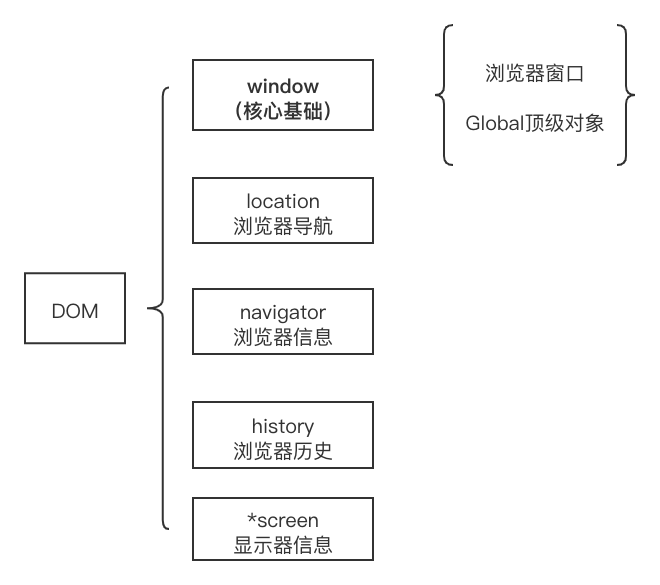 DOM
window
（核心基础）
浏览器窗口
Global顶级对象
location
浏览器导航
navigator
浏览器信息
history
浏览器历史
*screen
显示器信息